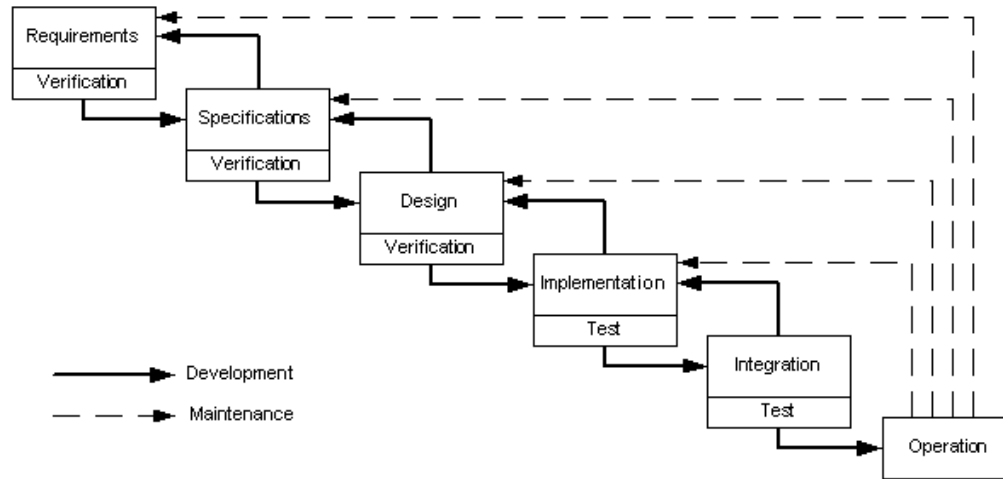 Requirements
Verification
Specifications
Verification
Design
Verification
Implementation
Test
Integration
Test
Operation
Development
Maintenance